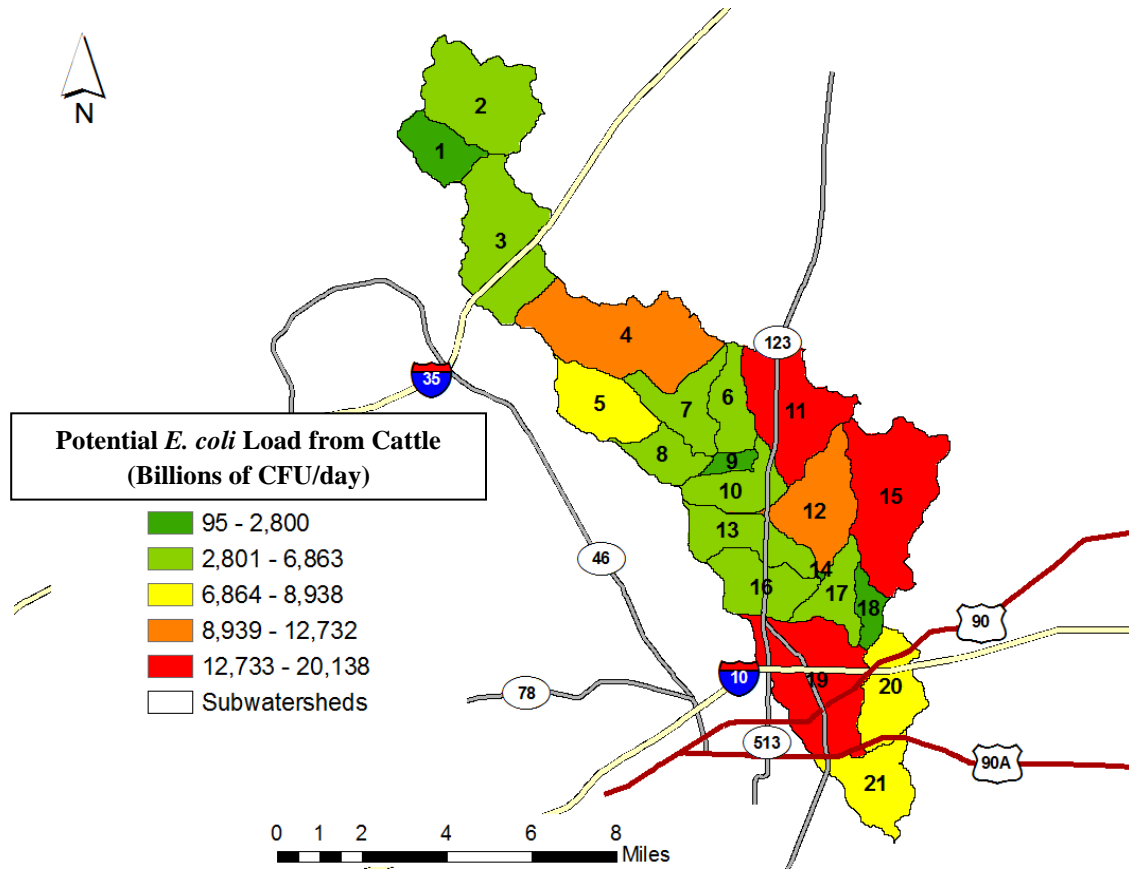 N
2
1
3
4
123
35
5
7
6
11
Potential E. coli Load from Cattle
(Billions of CFU/day)
8
9
10
12
15
95 - 2,800
2,801 - 6,863
6,864 - 8,938
8,939 - 12,732
12,733 - 20,138
Subwatersheds
13
46
14
16
17
18
90
78
10
19
20
513
90A
21
0 1 2 4 6 8
Miles